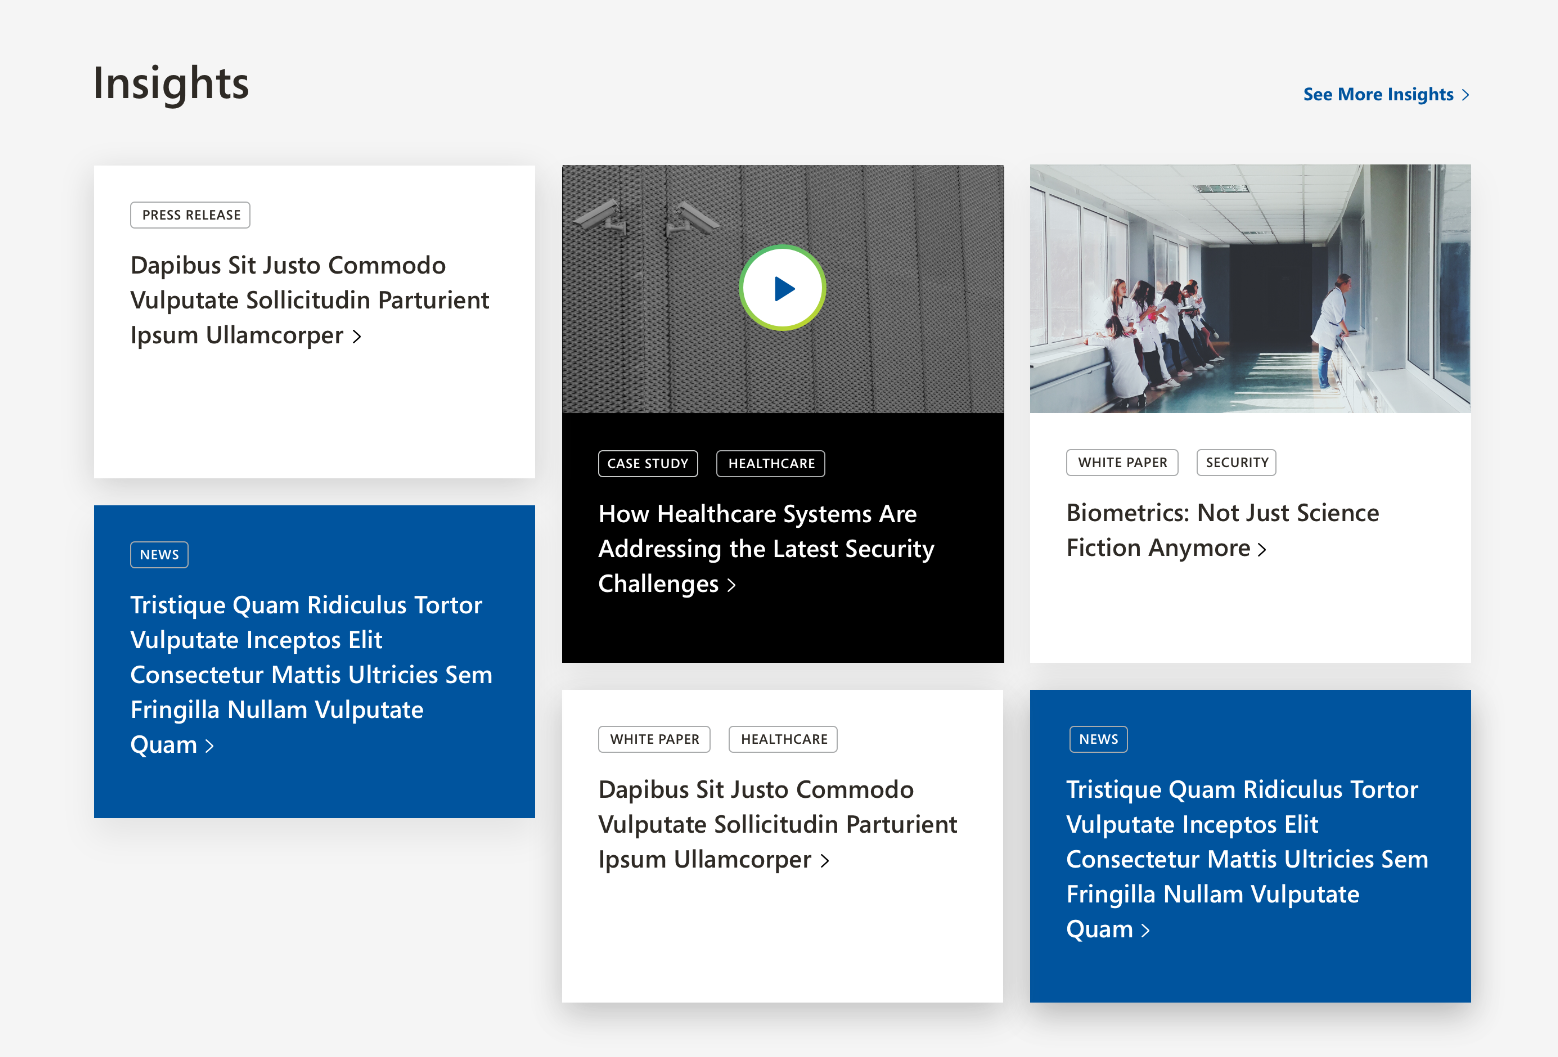 Insights
See More Insights
PRESS RELEASE
Dapibus Sit Justo Commodo
Vulputate Sollicitudin Parturient
Ipsum Ullamcorper
NEWS
Tristique Quam Ridiculus Tortor
Vulputate Inceptos Elit
Consectetur Mattis Ultricies Sem
Fringilla Nullam Vulputate
Quam
CASE STUDY HEALTHCARE
How Healthcare Systems Are
Addressing the Latest Security
Challenges
WHITE PAPER HEALTHCARE
Dapibus Sit Justo Commodo
Vulputate Sollicitudin Parturient
Ipsum Ullamcorper
WHITE PAPER SECURITY
Biometrics: Not Just Science
Fiction Anymore
NEWS
Tristique Quam Ridiculus Tortor
Vulputate Inceptos Elit
Consectetur Mattis Ultricies Sem
Fringilla Nullam Vulputate
Quam